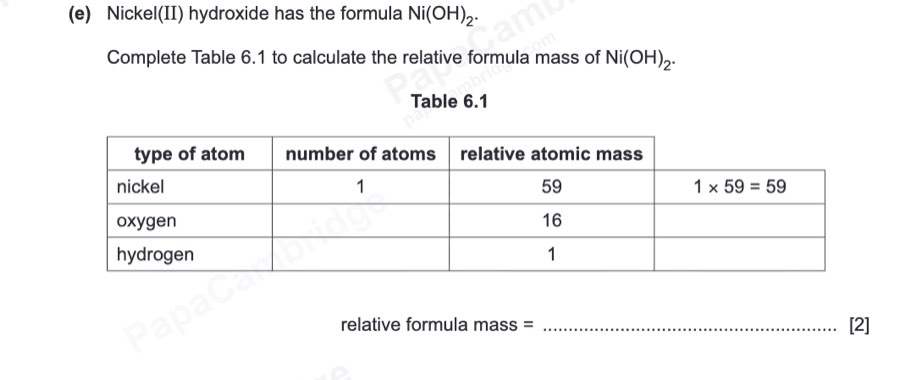 (e) Nickel(II) hydroxide has the formula Ni(OH)₂.
Complete Table 6.1 to calculate the relative formula mass of Ni(OH)₂.
Table 6.1
type of atom number of atoms relative atomic mass
nickel 1 59 1 × 59 = 59
oxygen 16
hydrogen 1
relative formula mass = .......................................................... [2]
PapaCambridge